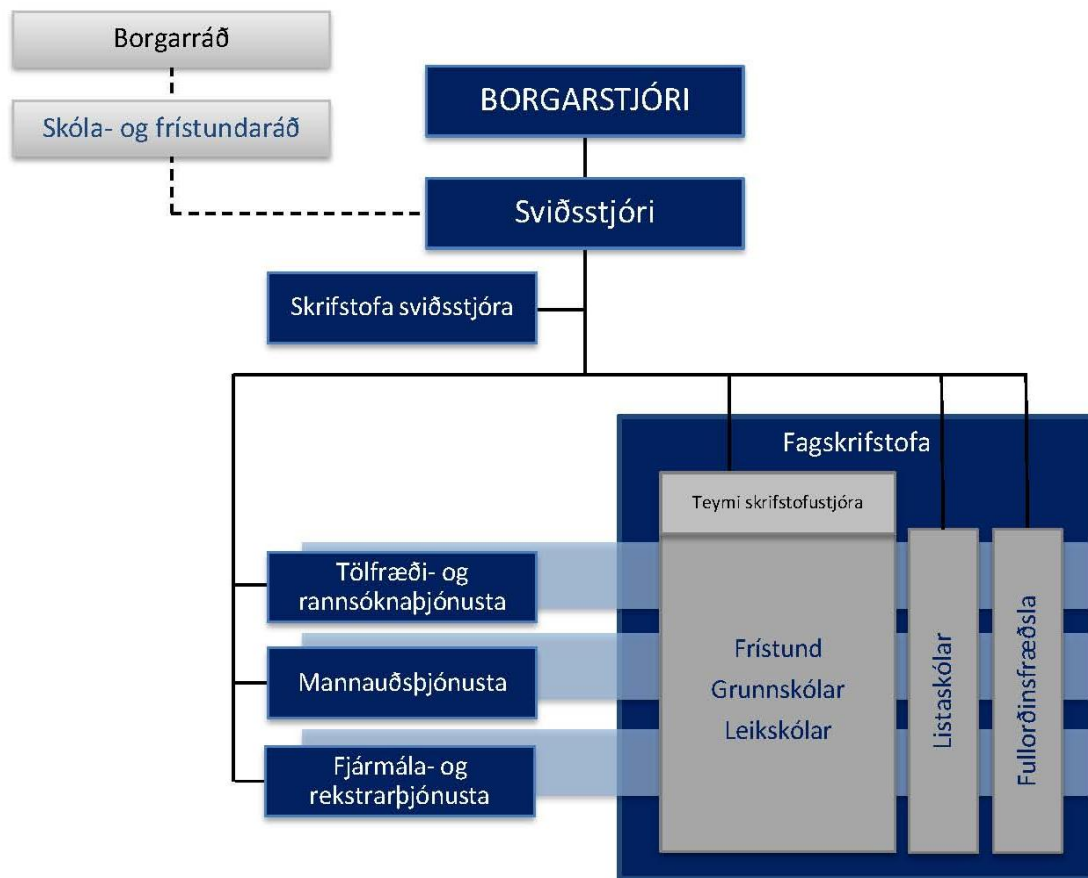 Borgarráð
Skóla- og frístundaráð
BORGARSTJÓRI
Sviðsstjóri
Skrifstofa sviðsstjóra
Fagskrifstofa
Teymi skrifstofustjóra
Tölfræði- og
rannsóknaþjónusta
Mannauðsþjónusta
Fjármála- og
rekstrarþjónusta
Frístund
Grunnskólar
Leikskólar
Listaskólar
Fullorðinsfræðsla